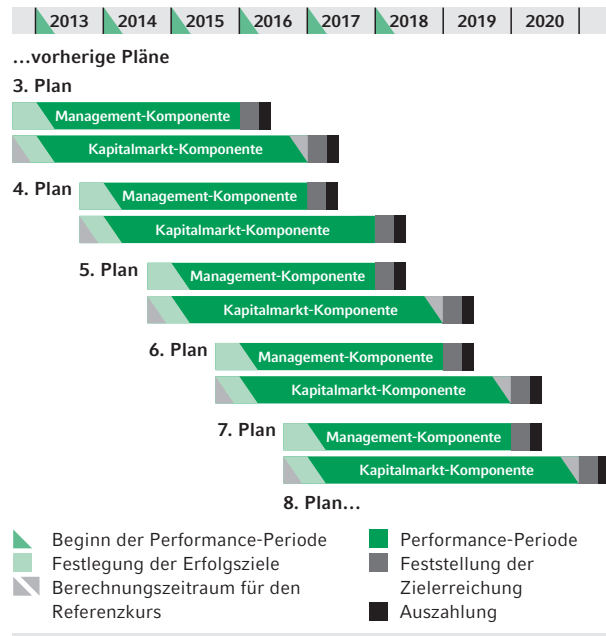 2013 2014 2015 2016 2017 2018 2019 2020
...vorherige Pläne
3. Plan
Management-Komponente
Kapitalmarkt-Komponente
4. Plan
Management-Komponente
Kapitalmarkt-Komponente
5. Plan
Management-Komponente
Kapitalmarkt-Komponente
6. Plan
Management-Komponente
Kapitalmarkt-Komponente
7. Plan
Management-Komponente
Kapitalmarkt-Komponente
8. Plan...
Beginn der Performance-Periode
Festlegung der Erfolgsziele
Berechnungszeitraum für den
Referenzkurs
Performance-Periode
Feststellung der
Zielerreichung
Auszahlung